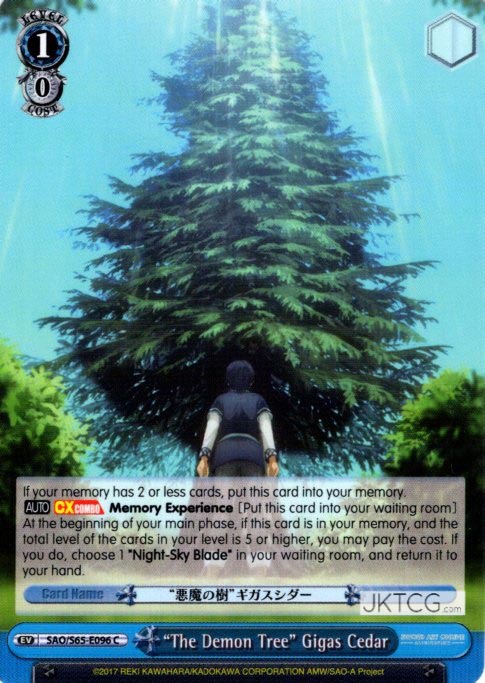 LEVEL
1
0
COST
If your memory has 2 or less cards, put this card into your memory.
AUTO CX COMBO Memory Experience [Put this card into your waiting room]
At the beginning of your main phase, if this card is in memory, and the
total level of the cards in your level is 5 or higher, you may pay the cost. If
you do, choose 1 "Night-Sky Blade" in your waiting room, and return it to
your hand.
Card Name “悪魔の樹”ギガスシダー
JKTCG.com
EV SAO/S65-E096 C “The Demon Tree” Gigas Cedar
©2017 REKI KAWAHARA/KADOKAWA CORPORATION AMW/SAO-A Project